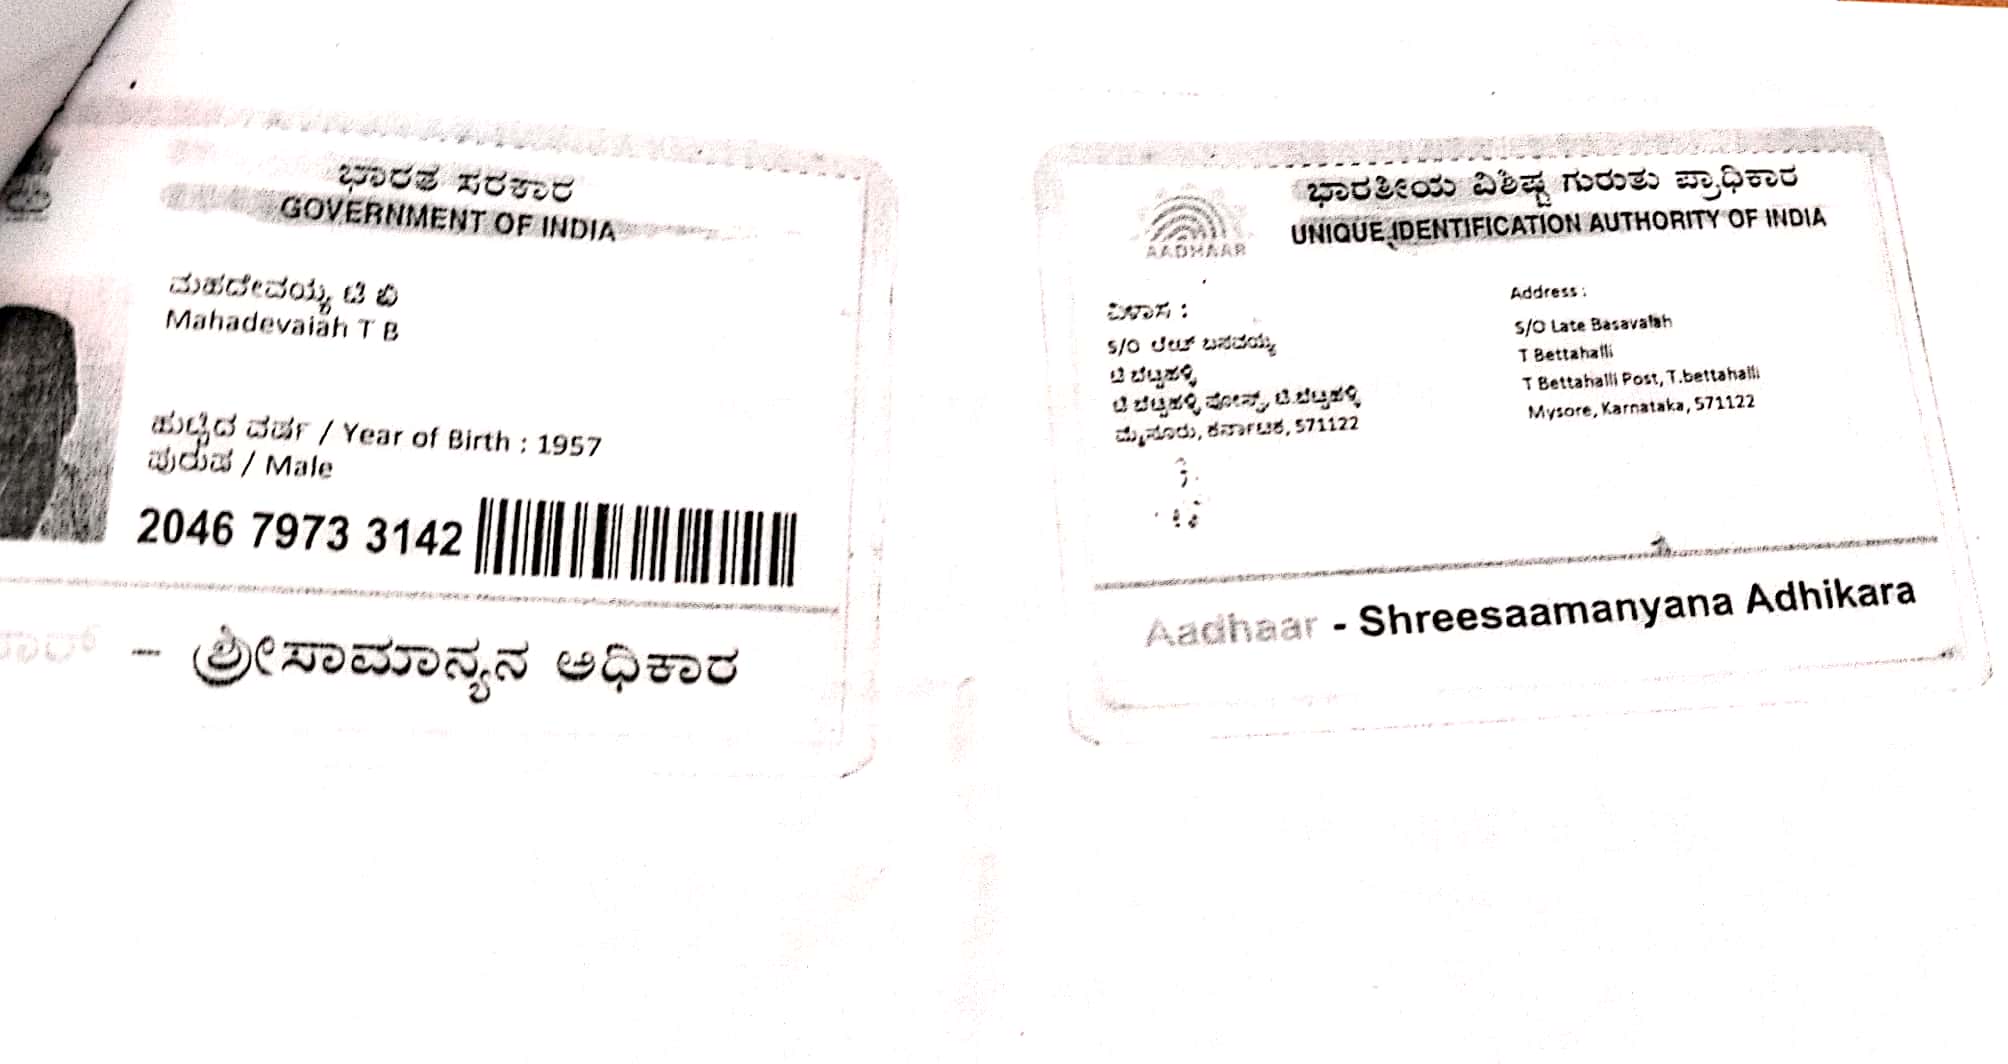 ಭಾರತ ಸರಕಾರ
GOVERNMENT OF INDIA
ಮಹದೇವಯ್ಯ ಟಿ ಬಿ
Mahadevaiah T B
ಹುಟ್ಟಿದ ವರ್ಷ / Year of Birth : 1957
ಪುರುಷ / Male
2046 7973 3142
– ಶ್ರೀಸಾಮಾನ್ಯನ ಅಧಿಕಾರ
ಭಾರತೀಯ ವಿಶಿಷ್ಟ ಗುರುತು ಪ್ರಾಧಿಕಾರ
UNIQUE IDENTIFICATION AUTHORITY OF INDIA
AADHAAR
ವಿಳಾಸ :
S/O ಲೇಟ್ ಬಸವಯ್ಯ
ಟಿ ಬೆಟ್ಟಹಳ್ಳಿ
ಟಿ ಬೆಟ್ಟಹಳ್ಳಿ ಪೋಸ್ಟ್, ಟಿ.ಬೆಟ್ಟಹಳ್ಳಿ
ಮೈಸೂರು, ಕರ್ನಾಟಕ, 571122
Address :
S/O Late Basavaiah
T Bettahalli
T Bettahalli Post, T.bettahalli
Mysore, Karnataka, 571122
Aadhaar - Shreesaamanyana Adhikara